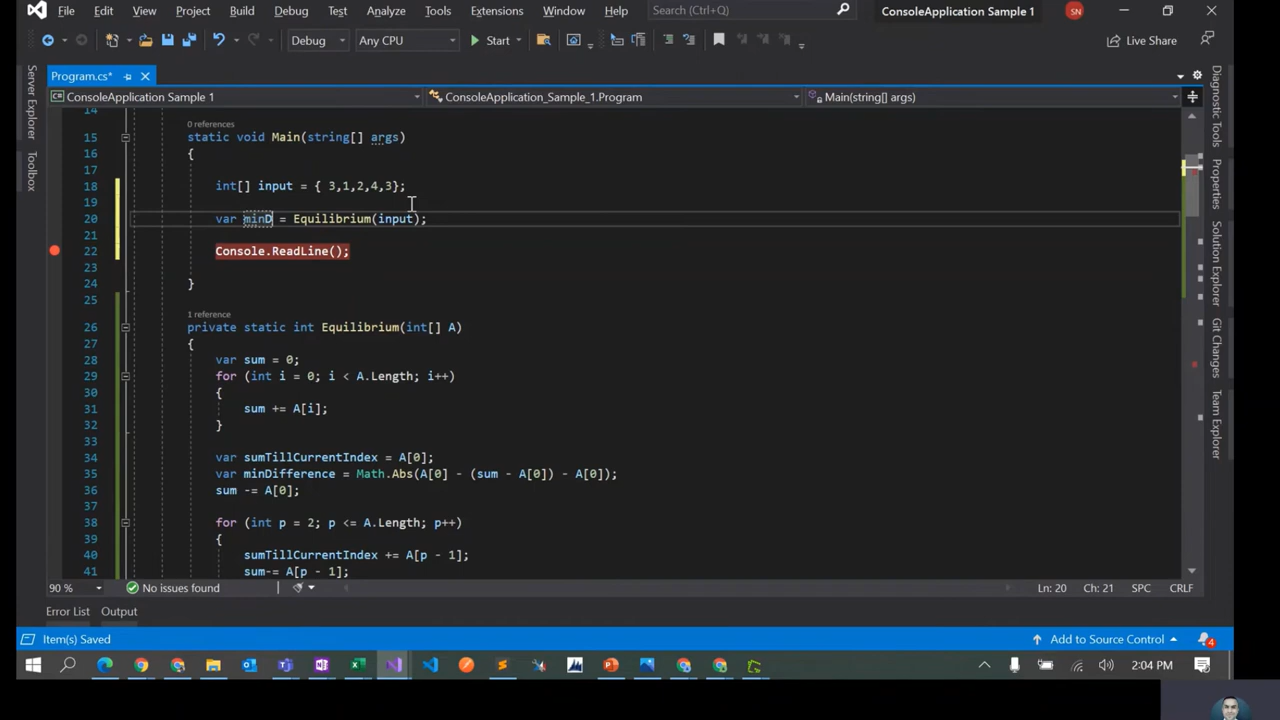 File Edit View Project Build Debug Test Analyze Tools Extensions Window Help Search (Ctrl+Q) ConsoleApplication Sample 1 SN
Debug Any CPU Start Live Share
Program.cs*
ConsoleApplication Sample 1 ConsoleApplication_Sample_1.Program Main(string[] args)
Server Explorer
Toolbox
Diagnostic Tools
Properties
Solution Explorer
Git Changes
Team Explorer
14
0 references
15 static void Main(string[] args)
16 {
17
18 int[] input = { 3,1,2,4,3};
19
20 var minD = Equilibrium(input);
21
22 Console.ReadLine();
23
24 }
25
1 reference
26 private static int Equilibrium(int[] A)
27 {
28 var sum = 0;
29 for (int i = 0; i < A.Length; i++)
30 {
31 sum += A[i];
32 }
33
34 var sumTillCurrentIndex = A[0];
35 var minDifference = Math.Abs(A[0] - (sum - A[0]) - A[0]);
36 sum -= A[0];
37
38 for (int p = 2; p <= A.Length; p++)
39 {
40 sumTillCurrentIndex += A[p - 1];
41 sum-= A[p - 1];
90 % No issues found Ln: 20 Ch: 21 SPC CRLF
Error List Output
Item(s) Saved Add to Source Control 4
2:04 PM